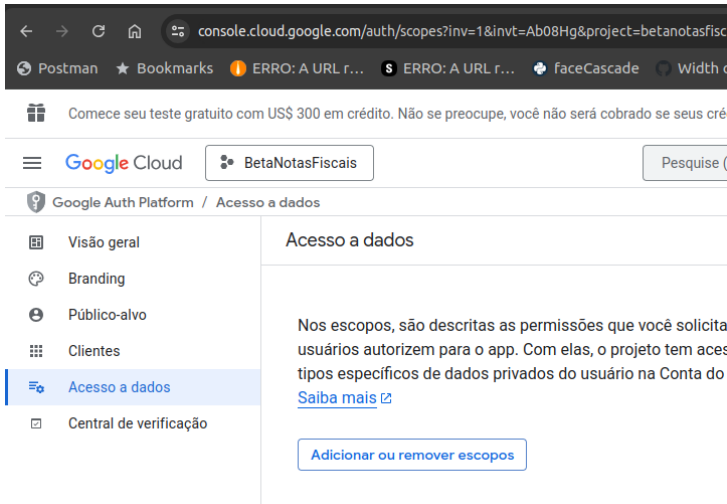 console.cloud.google.com/auth/scopes?inv=1&invt=Ab08Hg&project=betanotasfisc
Postman Bookmarks ERRO: A URL r... ERRO: A URL r... faceCascade Width
Comece seu teste gratuito com US$ 300 em crédito. Não se preocupe, você não será cobrado se seus cré
Google Cloud BetaNotasFiscais Pesquise (
Google Auth Platform / Acesso a dados
Visão geral
Branding
Público-alvo
Clientes
Acesso a dados
Central de verificação
Acesso a dados
Nos escopos, são descritas as permissões que você solicita
usuários autorizem para o app. Com elas, o projeto tem aces
tipos específicos de dados privados do usuário na Conta do
Saiba mais
Adicionar ou remover escopos